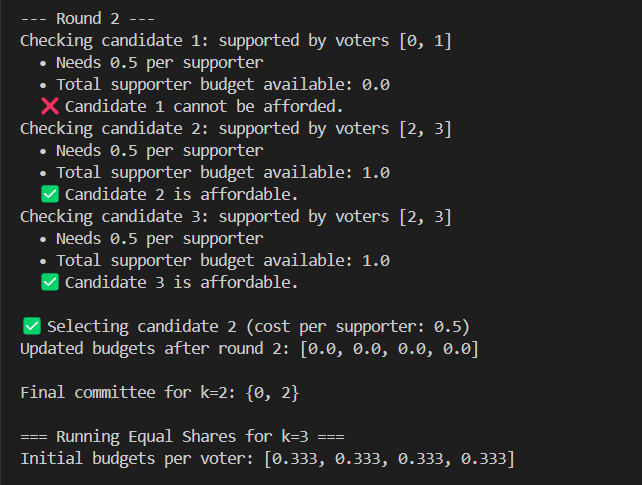 --- Round 2 ---
Checking candidate 1: supported by voters [0, 1]
• Needs 0.5 per supporter
• Total supporter budget available: 0.0
❌ Candidate 1 cannot be afforded.
Checking candidate 2: supported by voters [2, 3]
• Needs 0.5 per supporter
• Total supporter budget available: 1.0
✅ Candidate 2 is affordable.
Checking candidate 3: supported by voters [2, 3]
• Needs 0.5 per supporter
• Total supporter budget available: 1.0
✅ Candidate 3 is affordable.
✅ Selecting candidate 2 (cost per supporter: 0.5)
Updated budgets after round 2: [0.0, 0.0, 0.0, 0.0]
Final committee for k=2: {0, 2}
=== Running Equal Shares for k=3 ===
Initial budgets per voter: [0.333, 0.333, 0.333, 0.333]